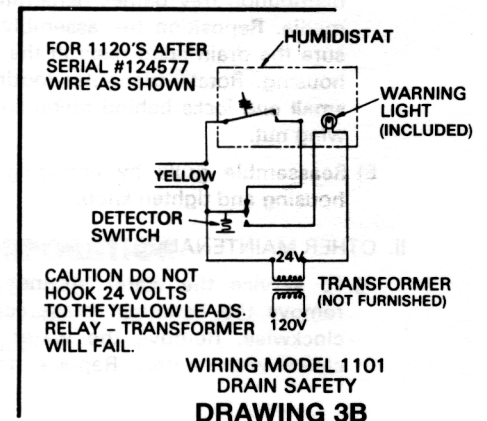 FOR 1120'S AFTER
SERIAL #124577
WIRE AS SHOWN
HUMIDISTAT
WARNING
LIGHT
(INCLUDED)
YELLOW
DETECTOR
SWITCH
24V
TRANSFORMER
(NOT FURNISHED)
120V
CAUTION DO NOT
HOOK 24 VOLTS
TO THE YELLOW LEADS.
RELAY – TRANSFORMER
WILL FAIL.
WIRING MODEL 1101
DRAIN SAFETY
DRAWING 3B